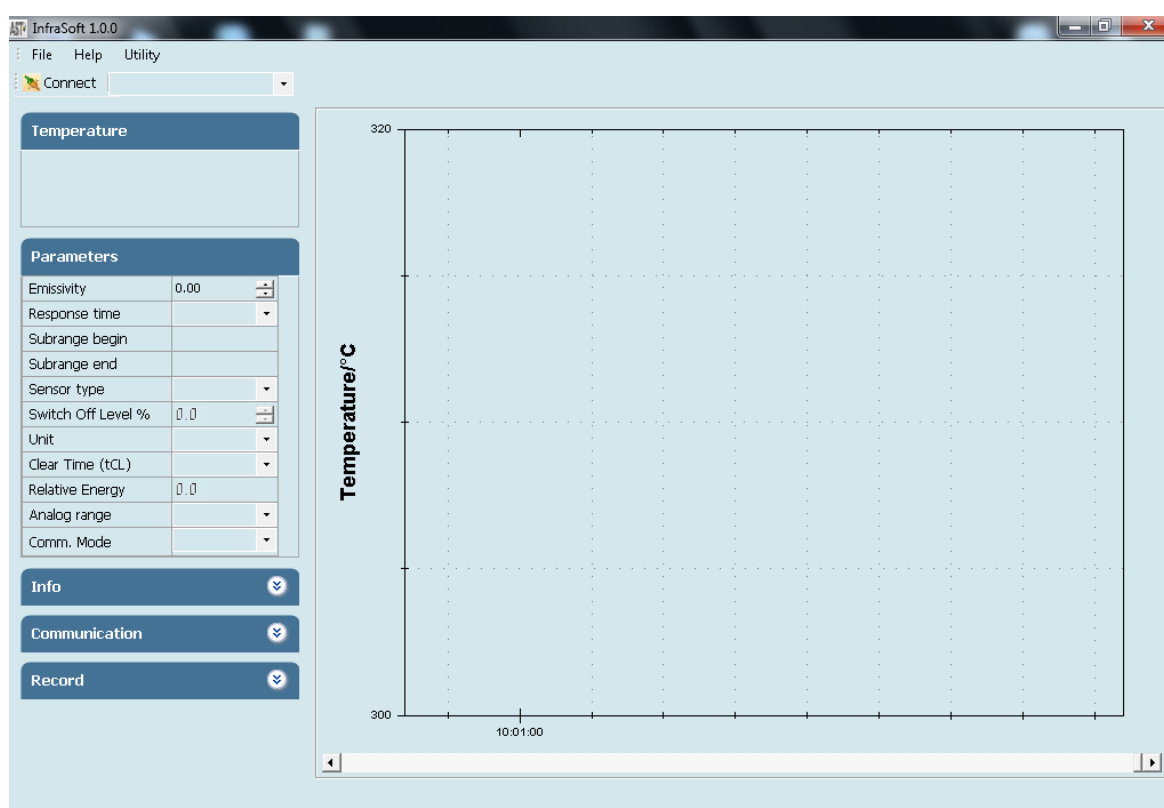 AST InfraSoft 1.0.0
File Help Utility
Connect
Temperature
Parameters
Emissivity 0.00
Response time
Subrange begin
Subrange end
Sensor type
Switch Off Level % 0.0
Unit
Clear Time (tCL)
Relative Energy 0.0
Analog range
Comm. Mode
Info
Communication
Record
320
Temperature/°C
300
10:01:00